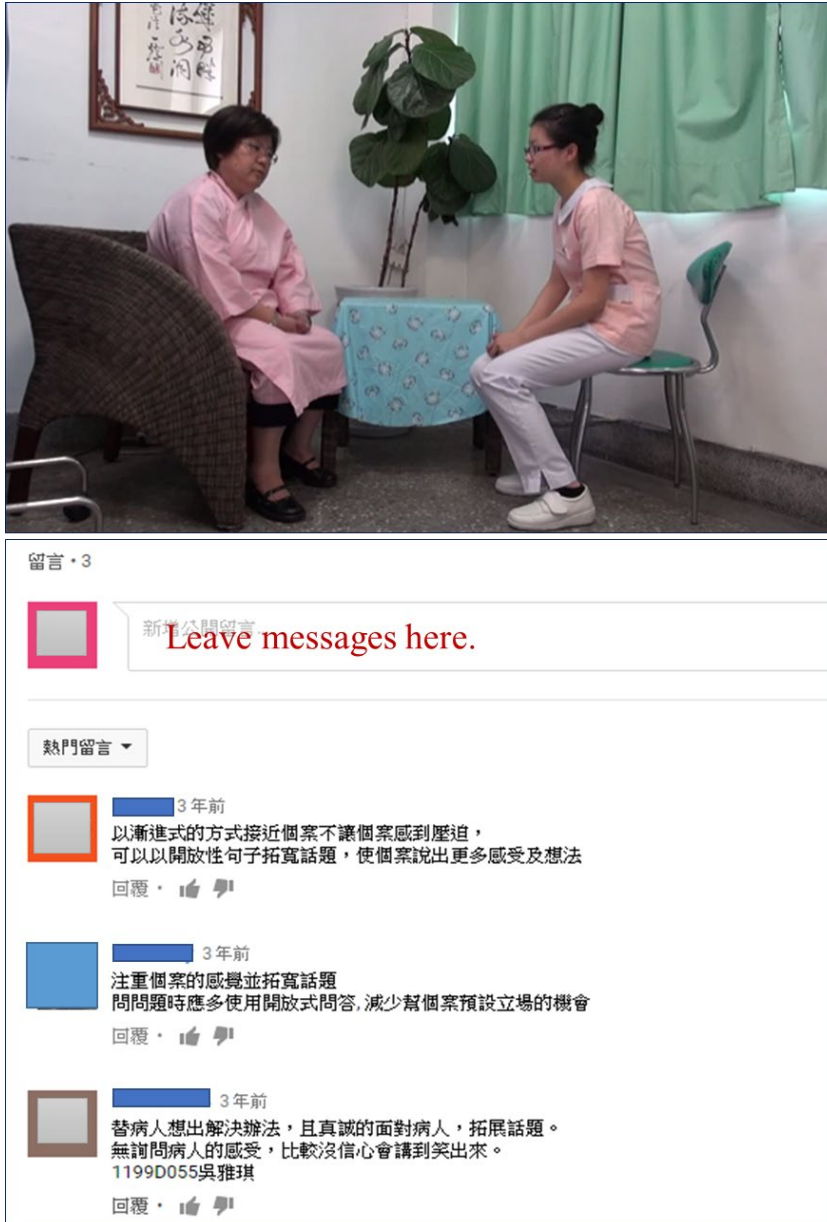 留言・3
新增公開留言...
Leave messages here.
熱門留言
3 年前
以漸進式的方式接近個案不讓個案感到壓迫，
可以以開放性句子拓寬話題，使個案說出更多感受及想法
回覆・
3 年前
注重個案的感覺並拓寬話題
問問題時應多使用開放式問答,減少幫個案預設立場的機會
回覆・
3 年前
替病人想出解決辦法，且真誠的面對病人，拓展話題。
無詢問病人的感受，比較沒信心會講到笑出來。
1199D055吳雅琪
回覆・